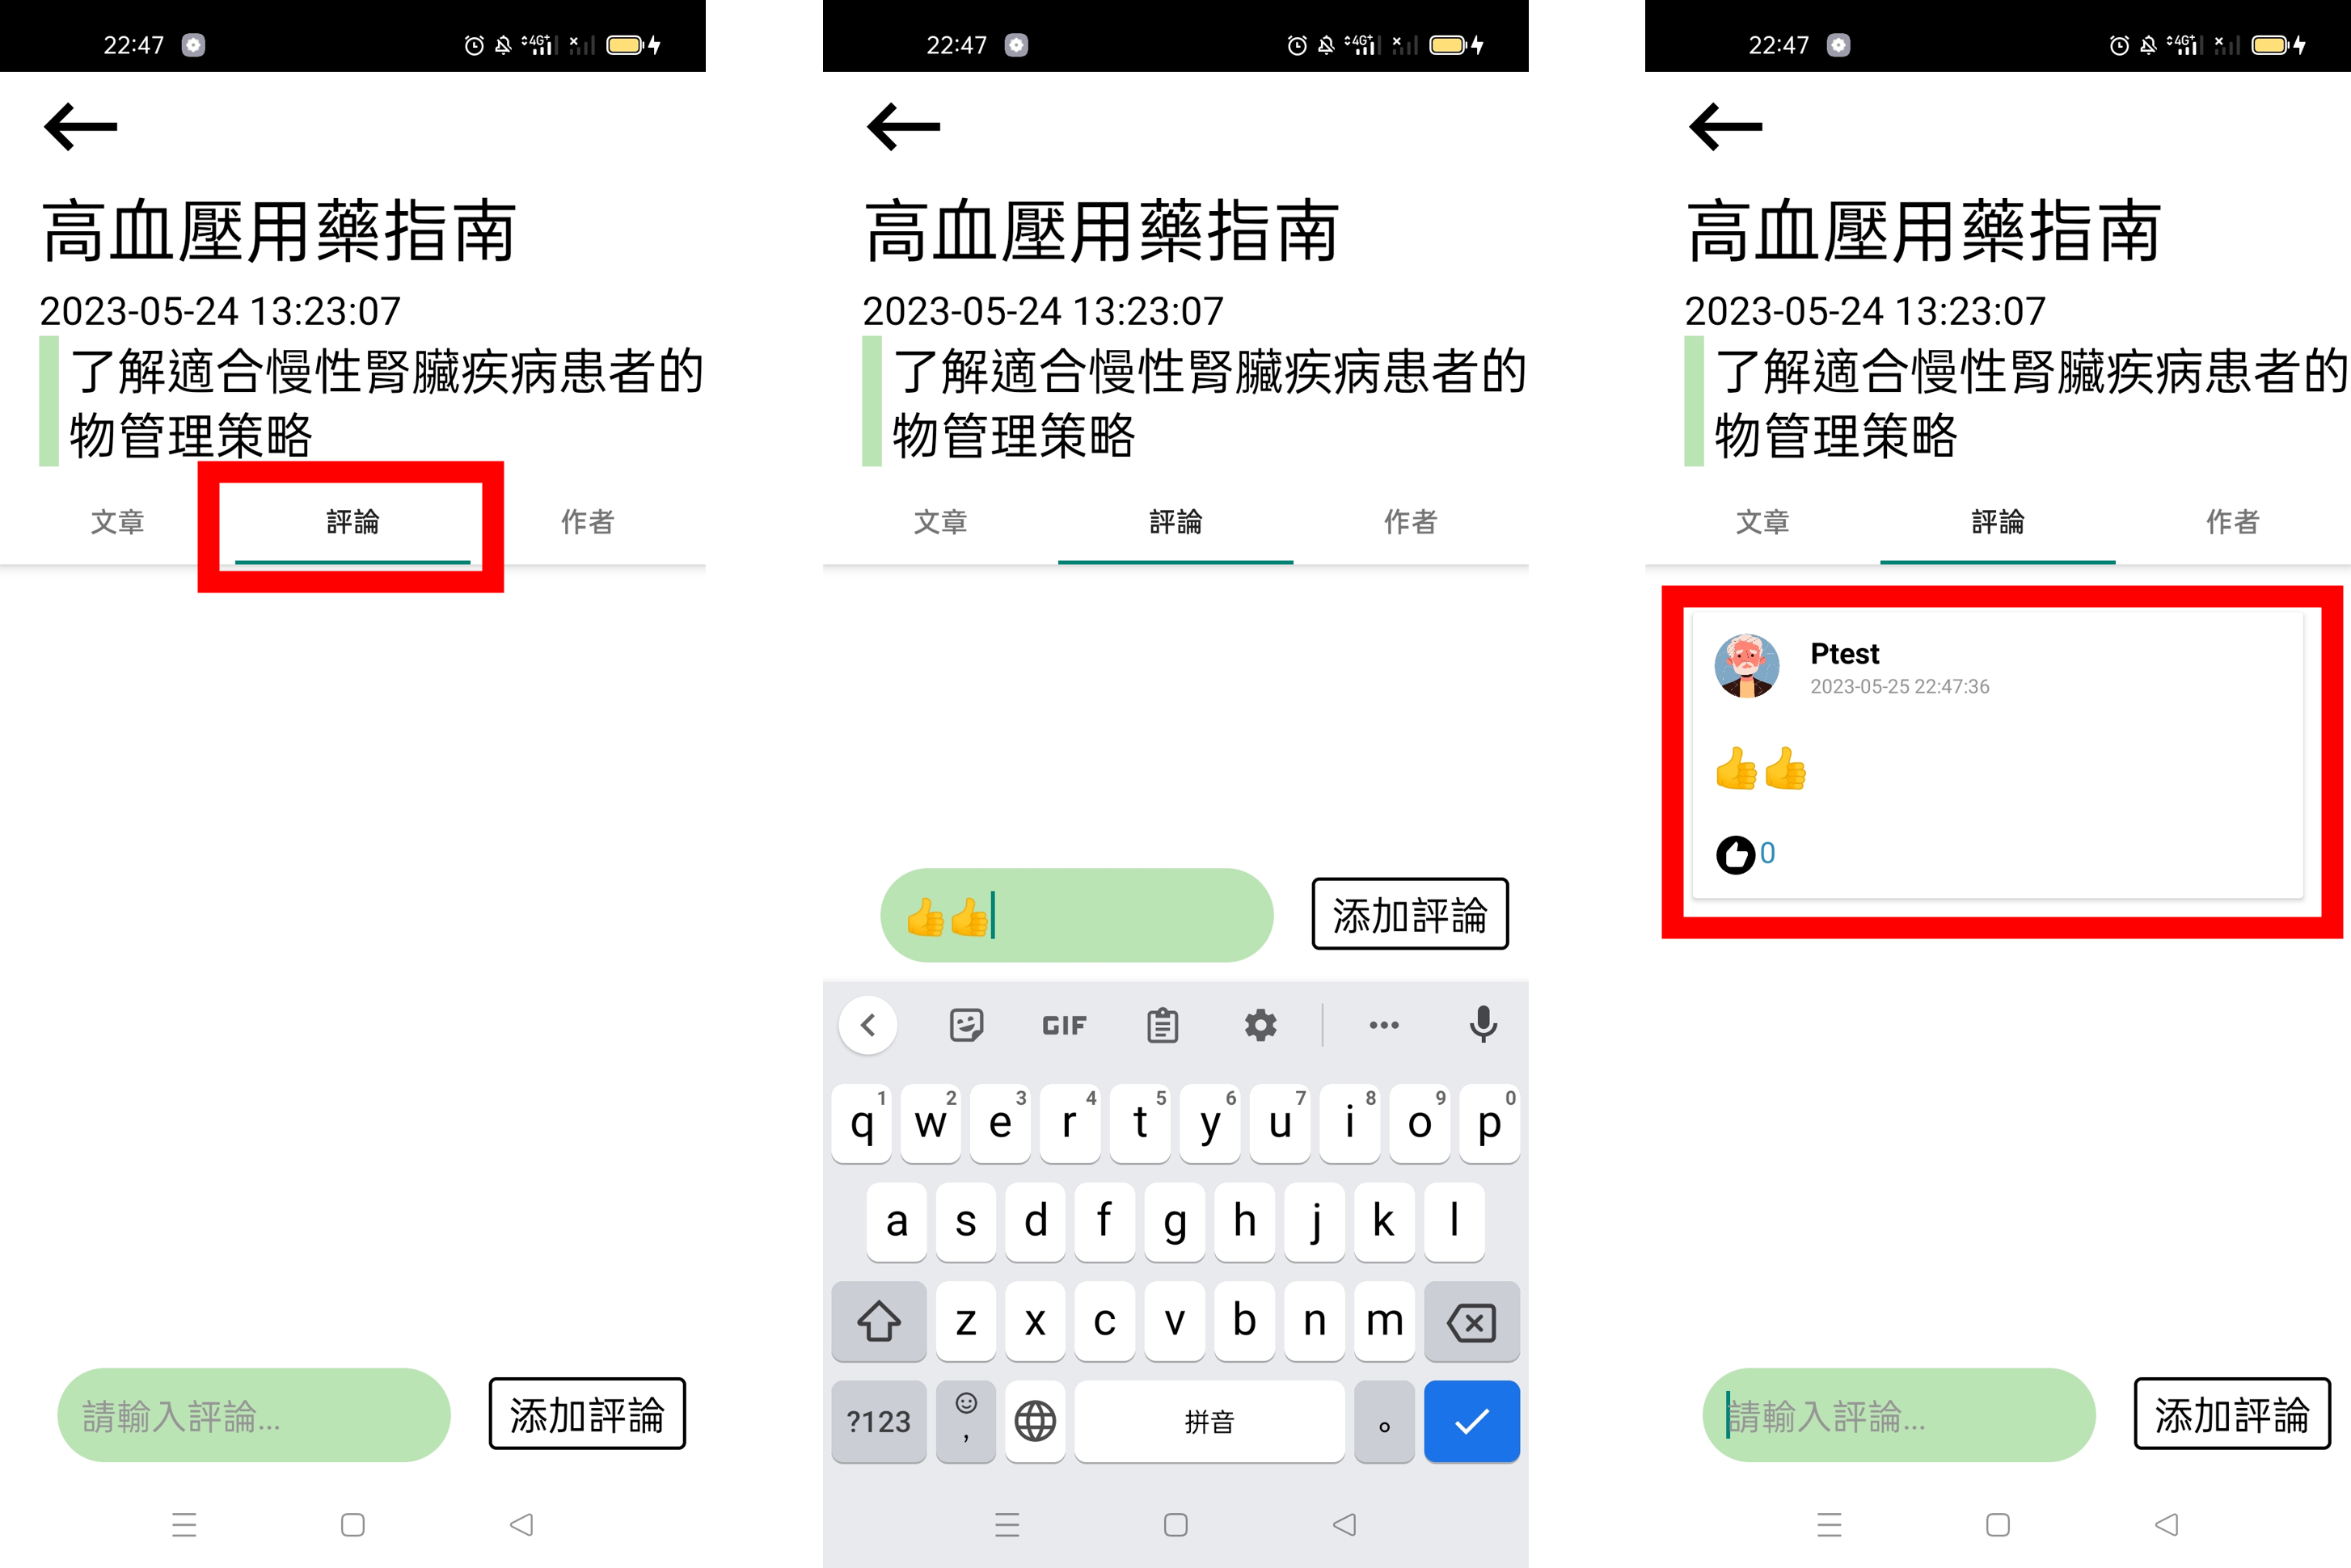 22:47
4G+
高血壓用藥指南
2023-05-24 13:23:07
了解適合慢性腎臟疾病患者的
物管理策略
文章 評論 作者
請輸入評論...
添加評論
22:47
4G+
高血壓用藥指南
2023-05-24 13:23:07
了解適合慢性腎臟疾病患者的
物管理策略
文章 評論 作者
👍👍
添加評論
GIF
1 2 3 4 5 6 7 8 9 0
q w e r t y u i o p
a s d f g h j k l
z x c v b n m
?123 , 拼音 。
22:47
4G+
高血壓用藥指南
2023-05-24 13:23:07
了解適合慢性腎臟疾病患者的
物管理策略
文章 評論 作者
Ptest
2023-05-25 22:47:36
👍👍
0
請輸入評論...
添加評論